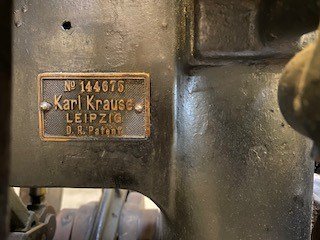 No 144675
Karl Krause
LEIPZIG
D. R. Patent